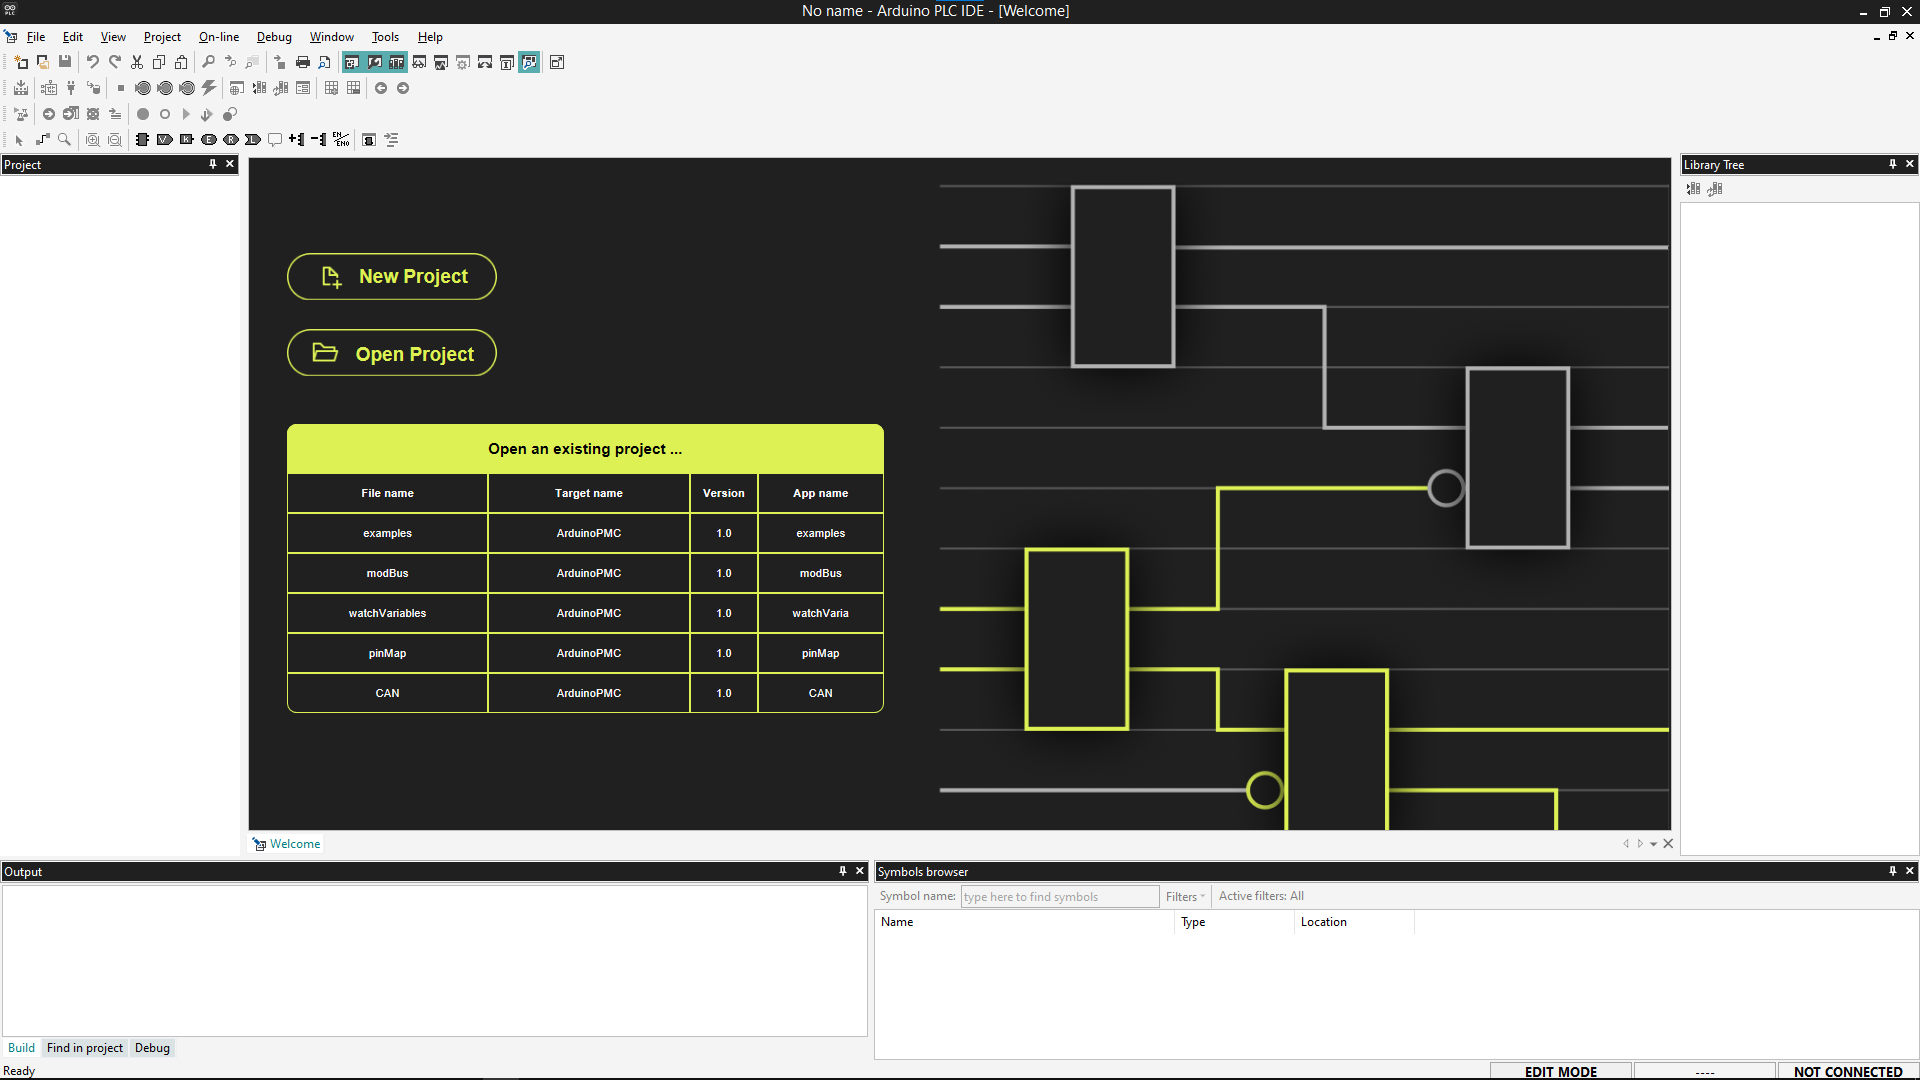 No name - Arduino PLC IDE - [Welcome]
File Edit View Project On-line Debug Window Tools Help
Project
Library Tree
New Project
Open Project
Open an existing project ...
File name Target name Version App name
examples ArduinoPMC 1.0 examples
modBus ArduinoPMC 1.0 modBus
watchVariables ArduinoPMC 1.0 watchVaria
pinMap ArduinoPMC 1.0 pinMap
CAN ArduinoPMC 1.0 CAN
Welcome
Output
Symbols browser
Symbol name: type here to find symbols Filters Active filters: All
Name Type Location
Build Find in project Debug
Ready
EDIT MODE ---- NOT CONNECTED